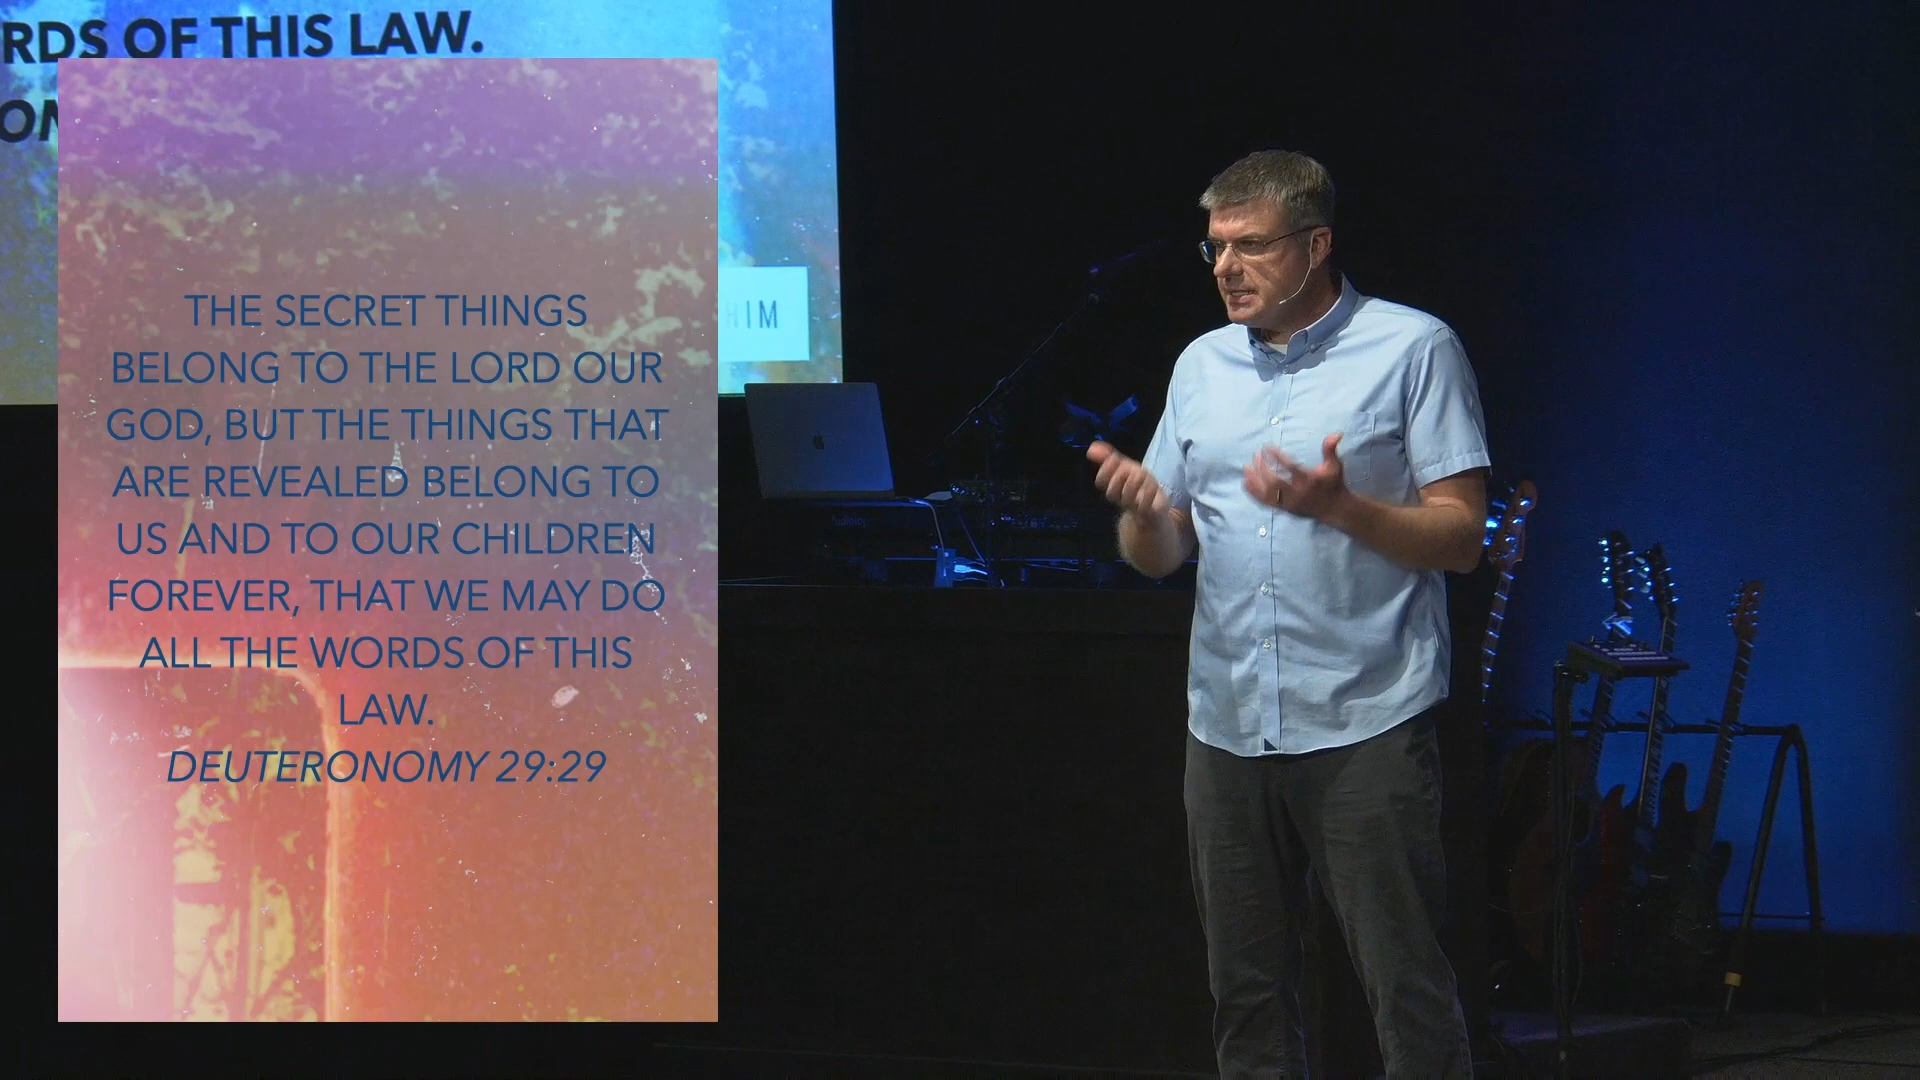 RDS OF THIS LAW.
THE SECRET THINGS
BELONG TO THE LORD OUR
GOD, BUT THE THINGS THAT
ARE REVEALED BELONG TO
US AND TO OUR CHILDREN
FOREVER, THAT WE MAY DO
ALL THE WORDS OF THIS
LAW.
DEUTERONOMY 29:29
HIM